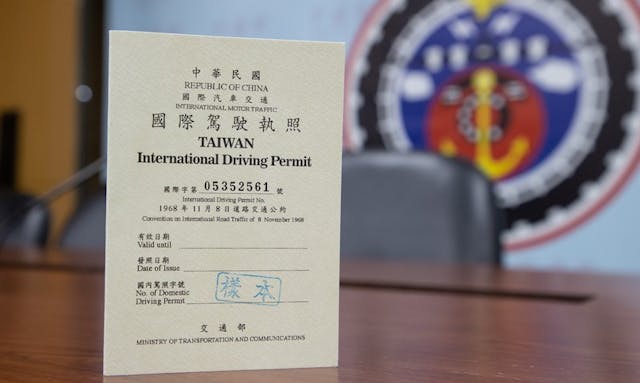 中華民國
REPUBLIC OF CHINA
國際汽車交通
INTERNATIONAL MOTOR TRAFFIC
國際駕駛執照
TAIWAN
International Driving Permit
國際字第 05352561 號
International Driving Permit No.
1968 年 11 月 8 日道路交通公約
Convention on International Road Traffic of 8 November 1968
有效日期
Valid until
發照日期
Date of Issue
國內駕照字號
No. of Domestic
Driving Permit
樣本
交通部
MINISTRY OF TRANSPORTATION AND COMMUNICATIONS